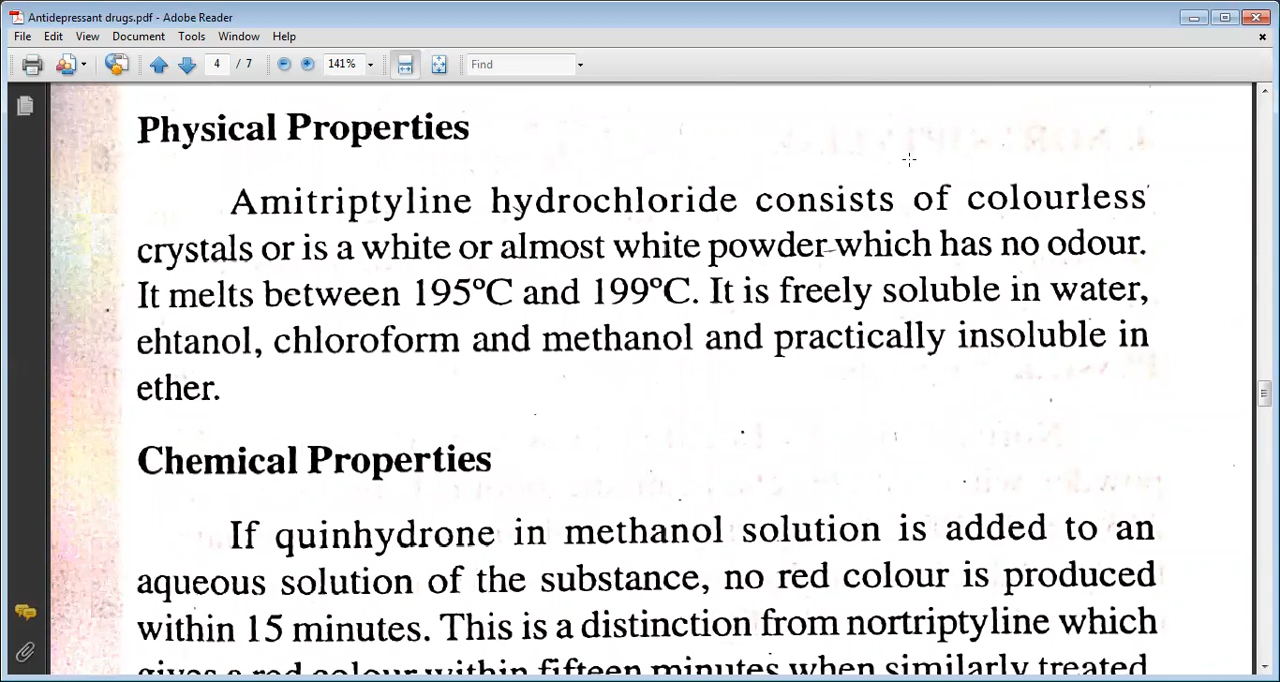 Antidepressant drugs.pdf - Adobe Reader
File Edit View Document Tools Window Help
4 / 7 141% Find
Physical Properties
Amitriptyline hydrochloride consists of colourless
crystals or is a white or almost white powder which has no odour.
It melts between 195ºC and 199ºC. It is freely soluble in water,
ehtanol, chloroform and methanol and practically insoluble in
ether.
Chemical Properties
If quinhydrone in methanol solution is added to an
aqueous solution of the substance, no red colour is produced
within 15 minutes. This is a distinction from nortriptyline which
gives a red colour within fifteen minutes when similarly treated